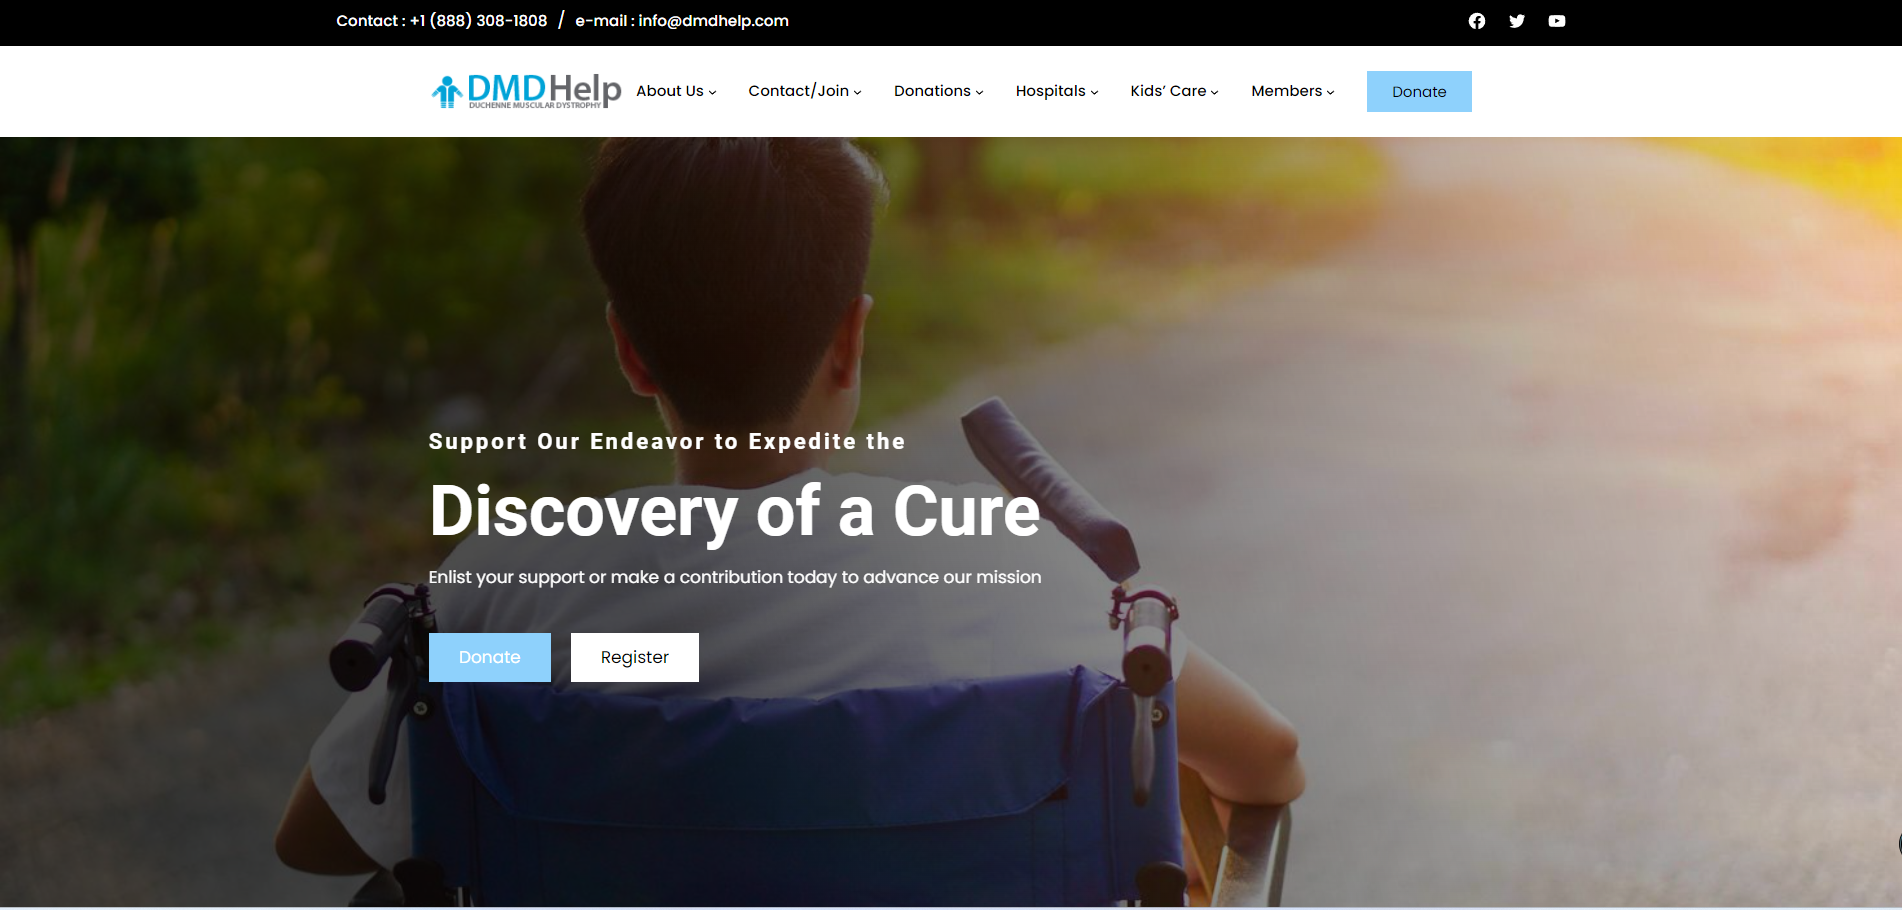 Contact : +1 (888) 308-1808 / e-mail : info@dmdhelp.com
DMDHelp
DUCHENNE MUSCULAR DYSTROPHY
About Us
Contact/Join
Donations
Hospitals
Kids’ Care
Members
Donate
Support Our Endeavor to Expedite the
Discovery of a Cure
Enlist your support or make a contribution today to advance our mission
Donate
Register